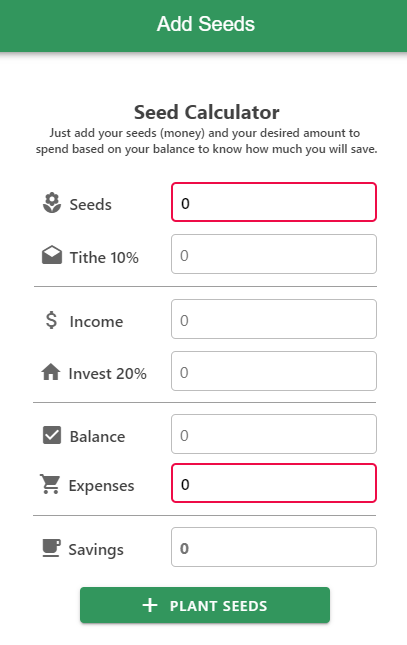 Add Seeds
Seed Calculator
Just add your seeds (money) and your desired amount to
spend based on your balance to know how much you will save.
Seeds 0
Tithe 10% 0
$ Income 0
Invest 20% 0
Balance 0
Expenses 0
Savings 0
+ PLANT SEEDS